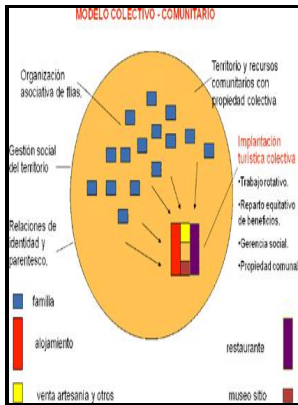 MODELO COLECTIVO - COMUNITARIO
Organización
asociativa de flias,
Territorio y recursos
comunitarios con
propiedad colectiva
Gestión social
del territorio
Implantación
turística colectiva
•Trabajo rotativo.
•Reparto equitativo
de beneficios.
•Gerencia social.
•Propiedad comunal
Relaciones de
identidad y
parentesco,
familia
alojamiento
restaurante
venta artesanía y otros
museo sitio